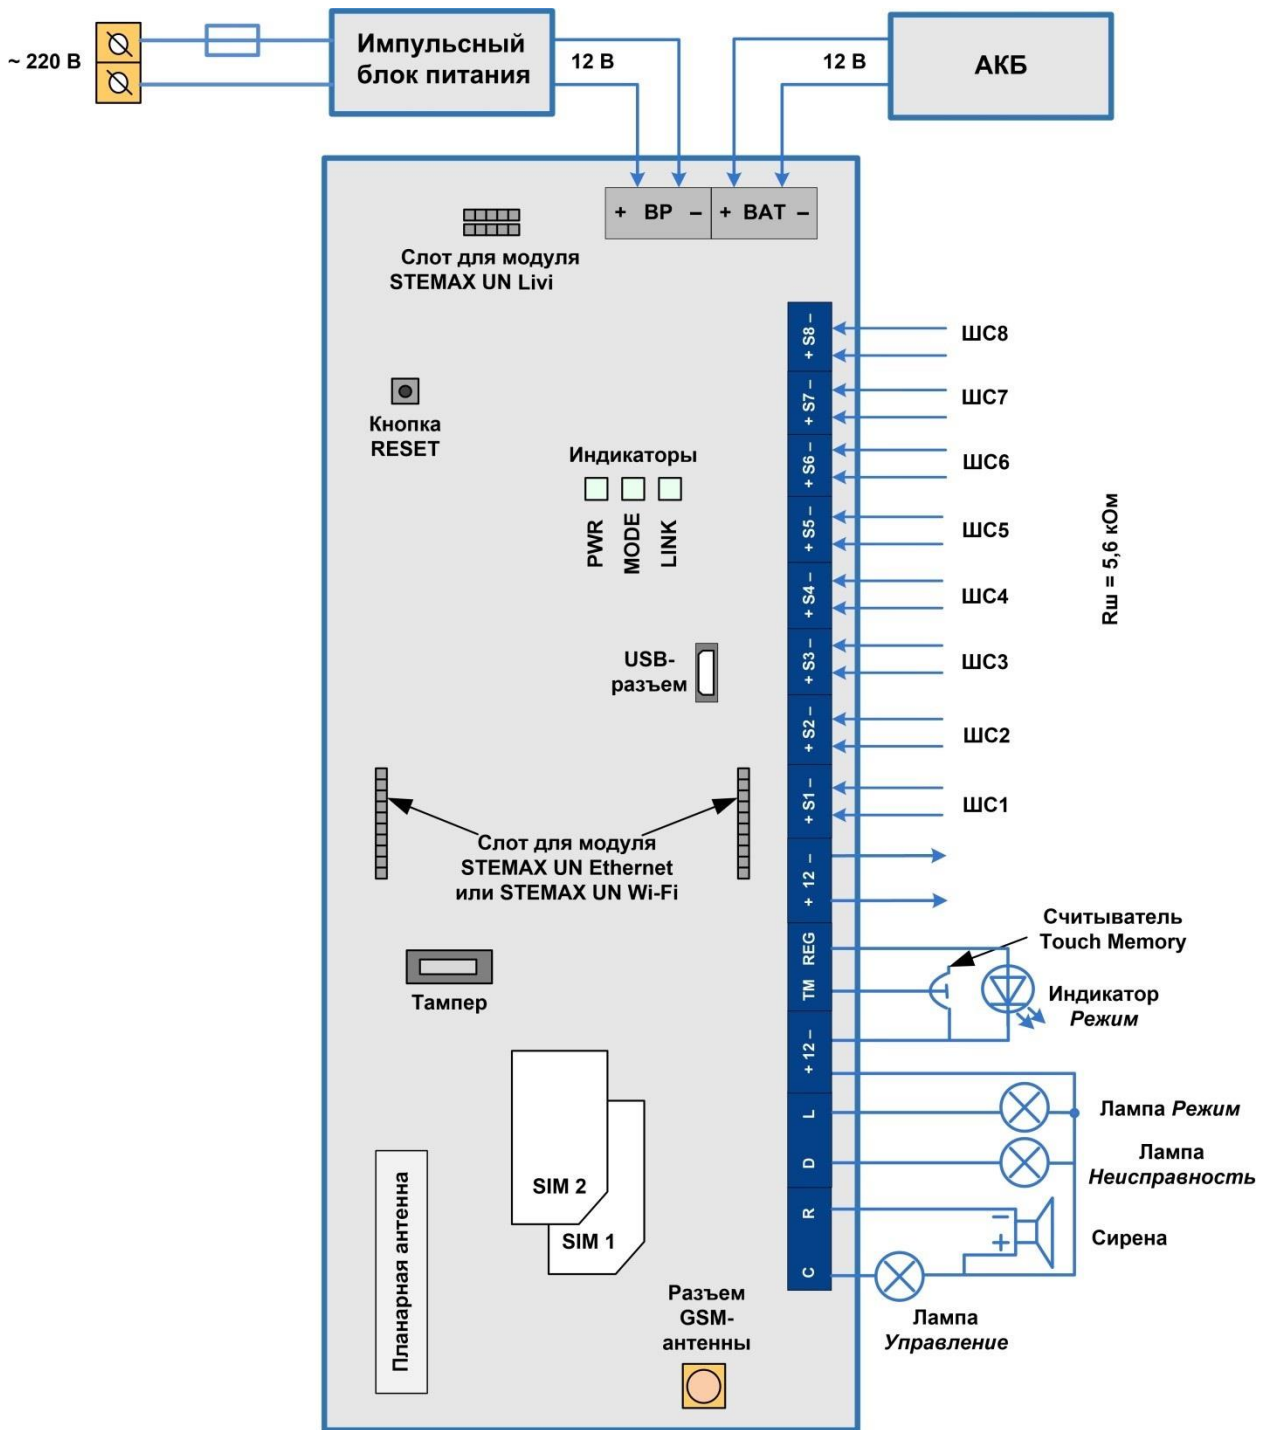 ~ 220 В
Импульсный
блок питания
12 В
12 В
АКБ
+ BP –
+ BAT –
Слот для модуля
STEMAX UN Livi
+ S8 –
ШС8
Кнопка
RESET
+ S7 –
ШС7
Индикаторы
PWR
MODE
LINK
+ S6 –
ШС6
+ S5 –
ШС5
Rш = 5,6 кОм
+ S4 –
ШС4
USB-
разъем
+ S3 –
ШС3
+ S2 –
ШС2
+ S1 –
ШС1
Слот для модуля
STEMAX UN Ethernet
или STEMAX UN Wi-Fi
+ 12 –
Считыватель
Touch Memory
TM REG
Тампер
Индикатор
Режим
+ 12 –
L
Лампа Режим
D
Лампа
Неисправность
SIM 2
SIM 1
Планарная антенна
R
Сирена
C
Лампа
Управление
Разъем
GSM-
антенны